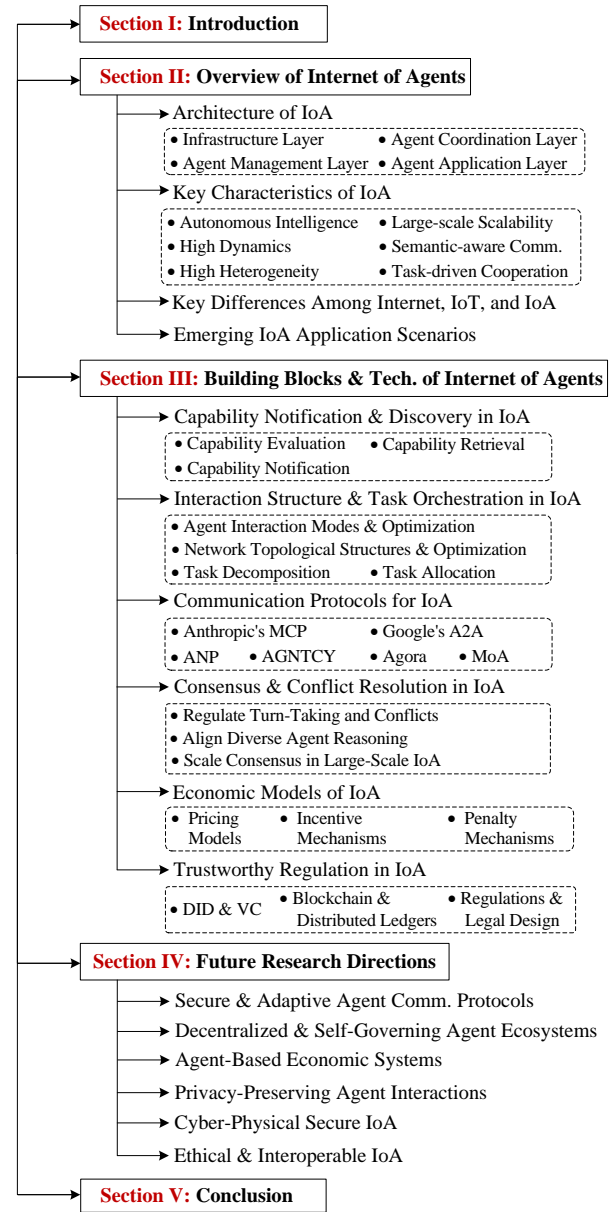 Section I: Introduction
Section II: Overview of Internet of Agents
Architecture of IoA
• Infrastructure Layer • Agent Coordination Layer
• Agent Management Layer • Agent Application Layer
Key Characteristics of IoA
• Autonomous Intelligence • Large-scale Scalability
• High Dynamics • Semantic-aware Comm.
• High Heterogeneity • Task-driven Cooperation
Key Differences Among Internet, IoT, and IoA
Emerging IoA Application Scenarios
Section III: Building Blocks & Tech. of Internet of Agents
Capability Notification & Discovery in IoA
• Capability Evaluation • Capability Retrieval
• Capability Notification
Interaction Structure & Task Orchestration in IoA
• Agent Interaction Modes & Optimization
• Network Topological Structures & Optimization
• Task Decomposition • Task Allocation
Communication Protocols for IoA
• Anthropic's MCP • Google's A2A
• ANP • AGNTCY • Agora • MoA
Consensus & Conflict Resolution in IoA
• Regulate Turn-Taking and Conflicts
• Align Diverse Agent Reasoning
• Scale Consensus in Large-Scale IoA
Economic Models of IoA
• Pricing Models • Incentive Mechanisms • Penalty Mechanisms
Trustworthy Regulation in IoA
• DID & VC • Blockchain & Distributed Ledgers • Regulations & Legal Design
Section IV: Future Research Directions
Secure & Adaptive Agent Comm. Protocols
Decentralized & Self-Governing Agent Ecosystems
Agent-Based Economic Systems
Privacy-Preserving Agent Interactions
Cyber-Physical Secure IoA
Ethical & Interoperable IoA
Section V: Conclusion